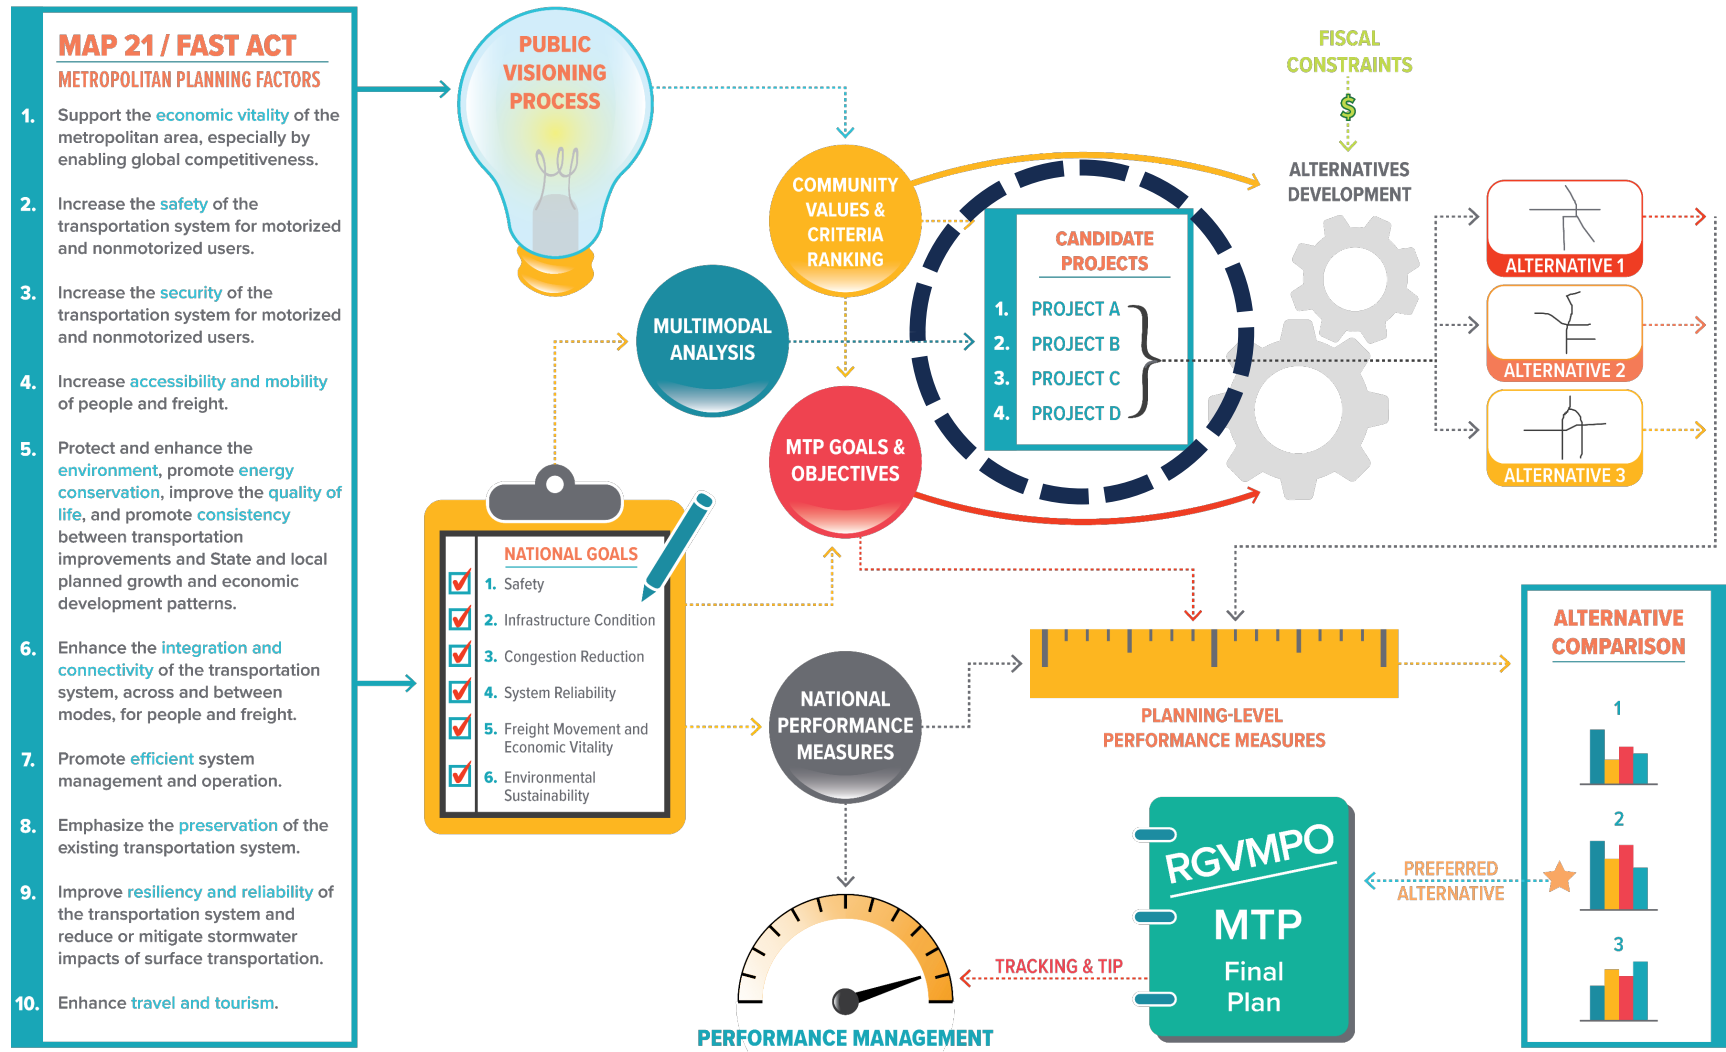 MAP 21 / FAST ACT
METROPOLITAN PLANNING FACTORS
1. Support the economic vitality of the
metropolitan area, especially by
enabling global competitiveness.
2. Increase the safety of the
transportation system for motorized
and nonmotorized users.
3. Increase the security of the
transportation system for motorized
and nonmotorized users.
4. Increase accessibility and mobility
of people and freight.
5. Protect and enhance the
environment, promote energy
conservation, improve the quality of
life, and promote consistency
between transportation
improvements and State and local
planned growth and economic
development patterns.
6. Enhance the integration and
connectivity of the transportation
system, across and between
modes, for people and freight.
7. Promote efficient system
management and operation.
8. Emphasize the preservation of the
existing transportation system.
9. Improve resiliency and reliability of
the transportation system and
reduce or mitigate stormwater
impacts of surface transportation.
10. Enhance travel and tourism.
PUBLIC
VISIONING
PROCESS
COMMUNITY
VALUES &
CRITERIA
RANKING
MULTIMODAL
ANALYSIS
MTP GOALS &
OBJECTIVES
NATIONAL GOALS
1. Safety
2. Infrastructure Condition
3. Congestion Reduction
4. System Reliability
5. Freight Movement and
Economic Vitality
6. Environmental
Sustainability
NATIONAL
PERFORMANCE
MEASURES
CANDIDATE
PROJECTS
1. PROJECT A
2. PROJECT B
3. PROJECT C
4. PROJECT D
FISCAL
CONSTRAINTS
$
ALTERNATIVES
DEVELOPMENT
ALTERNATIVE 1
ALTERNATIVE 2
ALTERNATIVE 3
PLANNING-LEVEL
PERFORMANCE MEASURES
ALTERNATIVE
COMPARISON
1
2
3
PREFERRED
ALTERNATIVE
RGVMPO
MTP
Final
Plan
TRACKING & TIP
PERFORMANCE MANAGEMENT